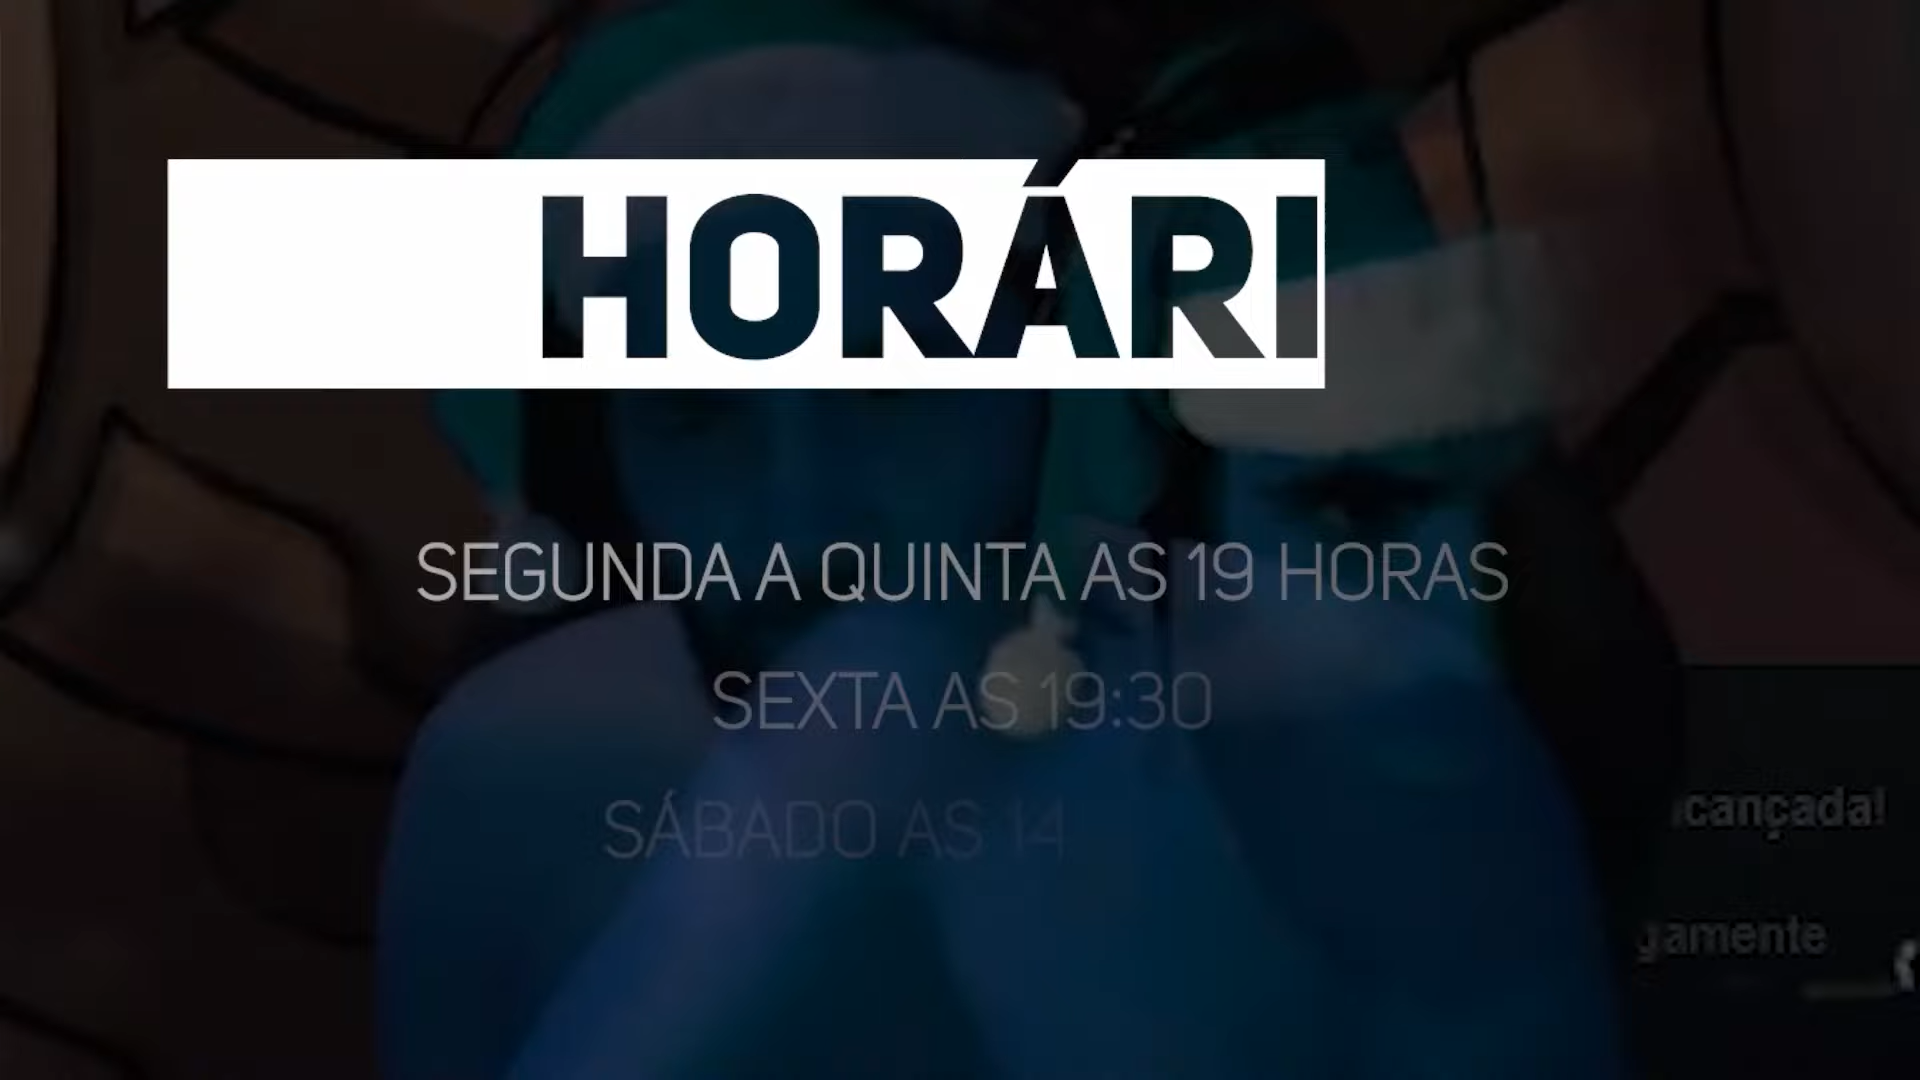 HORÁRI
SEGUNDA A QUINTA AS 19 HORAS
SEXTA AS 19:30
SÁBADO AS 14
cançada!
gamente